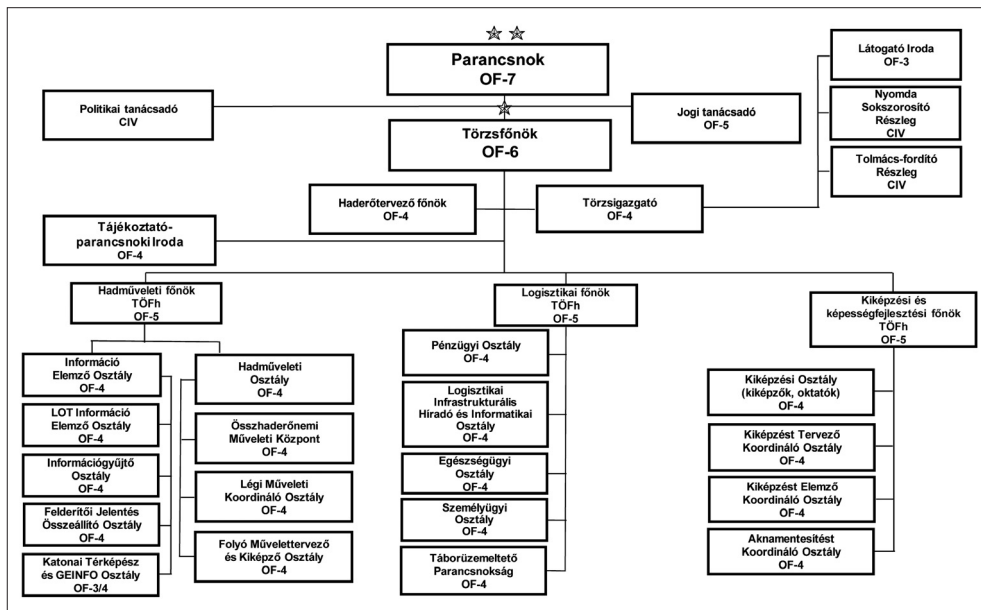 Parancsnok
OF-7
Politikai tanácsadó
CIV
Jogi tanácsadó
OF-5
Törzsfőnök
OF-6
Látogató Iroda
OF-3
Nyomda
Sokszorosító
Részleg
CIV
Tolmács-fordító
Részleg
CIV
Haderőtervező főnök
OF-4
Törzsigazgató
OF-4
Tájékoztató-
parancsnoki Iroda
OF-4
Hadműveleti főnök
TÖFh
OF-5
Logisztikai főnök
TÖFh
OF-5
Kiképzési és
képességfejlesztési főnök
TÖFh
OF-5
Információ
Elemző Osztály
OF-4
LOT Információ
Elemző Osztály
OF-4
Információgyűjtő
Osztály
OF-4
Felderítői Jelentés
Összeállító Osztály
OF-4
Katonai Térképész
és GEINFO Osztály
OF-3/4
Hadműveleti
Osztály
OF-4
Összhaderőnemi
Műveleti Központ
OF-4
Légi Műveleti
Koordináló Osztály
OF-4
Folyó Művelettervező
és Kiképző Osztály
OF-4
Pénzügyi Osztály
OF-4
Logisztikai
Infrastrukturális
Híradó és Informatikai
Osztály
OF-4
Egészségügyi
Osztály
OF-4
Személyügyi
Osztály
OF-4
Táborüzemeltető
Parancsnokság
OF-4
Kiképzési Osztály
(kiképzők, oktatók)
OF-4
Kiképzést Tervező
Koordináló Osztály
OF-4
Kiképzést Elemző
Koordináló Osztály
OF-4
Aknamentesítést
Koordináló Osztály
OF-4